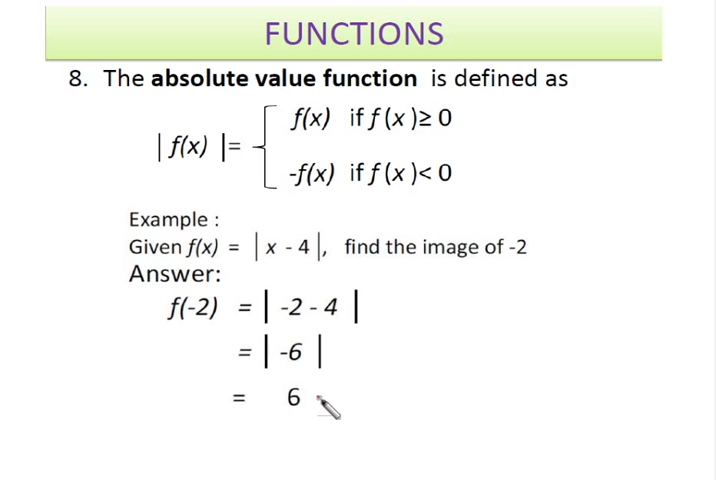 FUNCTIONS
8. The absolute value function is defined as
| f(x) |= { f(x) if f(x)≥ 0
-f(x) if f(x)< 0
Example :
Given f(x) = | x - 4 |, find the image of -2
Answer:
f(-2) = | -2 - 4 |
= | -6 |
= 6